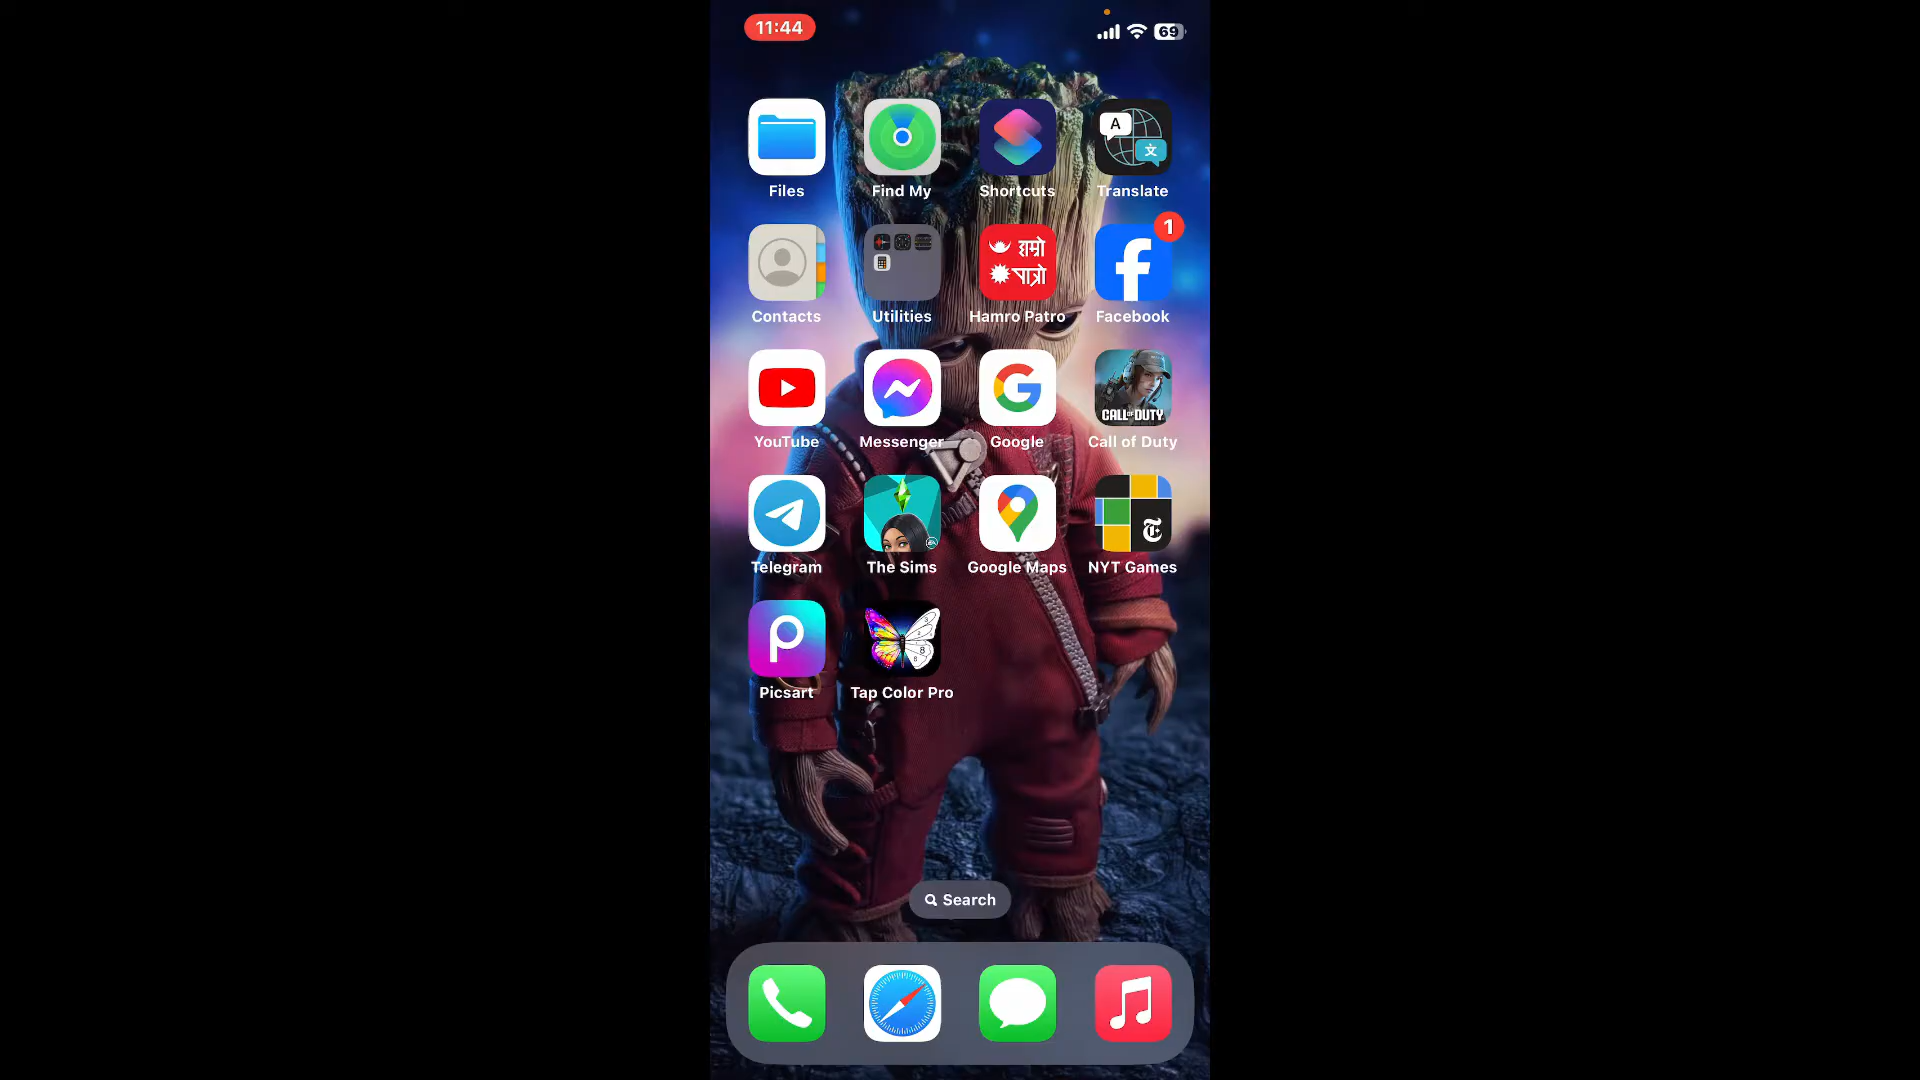 11:44
69
A
文
Files
Find My
Shortcuts
Translate
हाम्रो
पात्रो
1
Contacts
Utilities
Hamro Patro
Facebook
CALL OF DUTY
YouTube
Messenger
Google
Call of Duty
Telegram
The Sims
Google Maps
NYT Games
Picsart
Tap Color Pro
Search